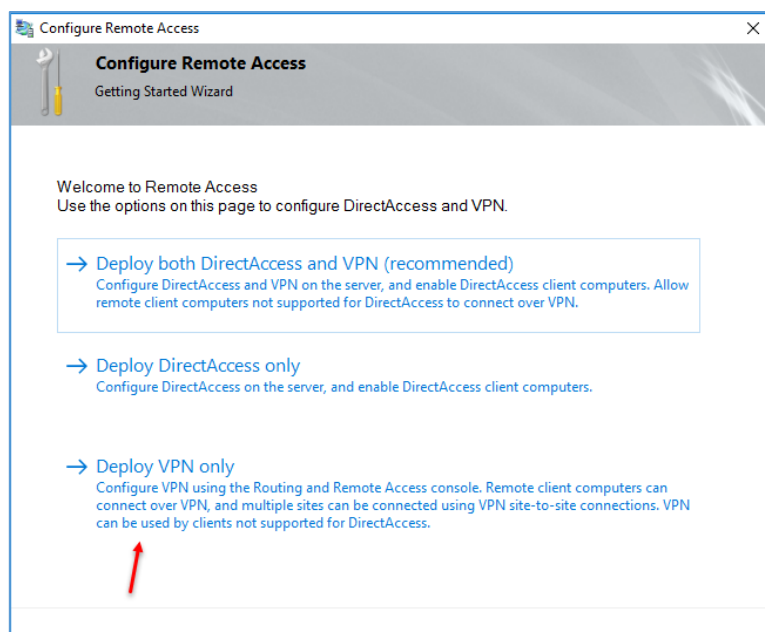 Configure Remote Access
Configure Remote Access
Getting Started Wizard
Welcome to Remote Access
Use the options on this page to configure DirectAccess and VPN.
Deploy both DirectAccess and VPN (recommended)
Configure DirectAccess and VPN on the server, and enable DirectAccess client computers. Allow
remote client computers not supported for DirectAccess to connect over VPN.
Deploy DirectAccess only
Configure DirectAccess on the server, and enable DirectAccess client computers.
Deploy VPN only
Configure VPN using the Routing and Remote Access console. Remote client computers can
connect over VPN, and multiple sites can be connected using VPN site-to-site connections. VPN
can be used by clients not supported for DirectAccess.